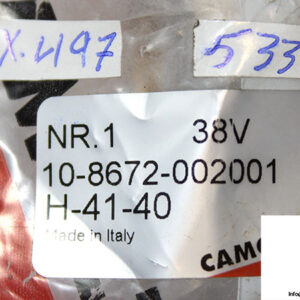 X-497 533
NR.1 38V
10-8672-002001
H-41-40
Made in Italy
CAMO